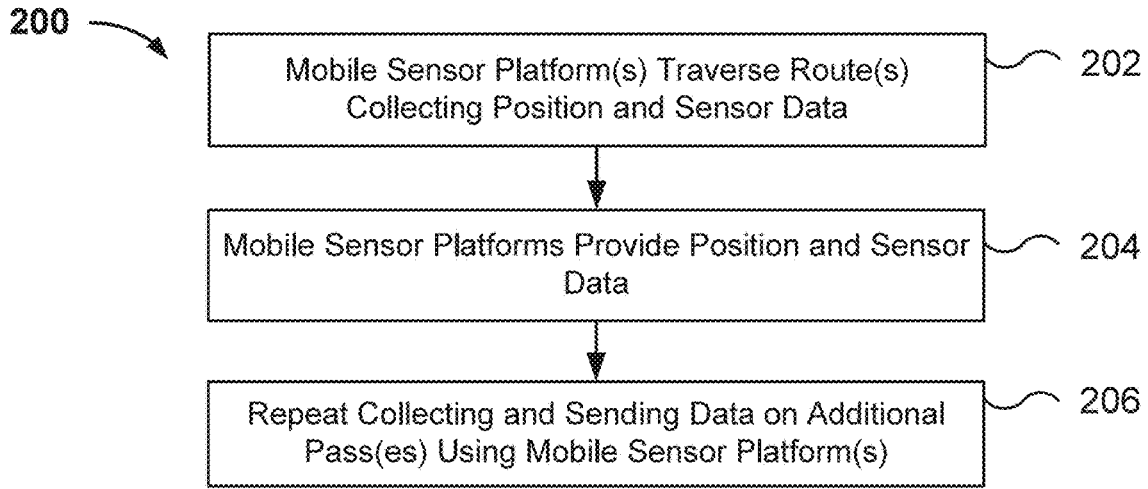 200
Mobile Sensor Platform(s) Traverse Route(s)
Collecting Position and Sensor Data
202
Mobile Sensor Platforms Provide Position and Sensor
Data
204
Repeat Collecting and Sending Data on Additional
Pass(es) Using Mobile Sensor Platform(s)
206